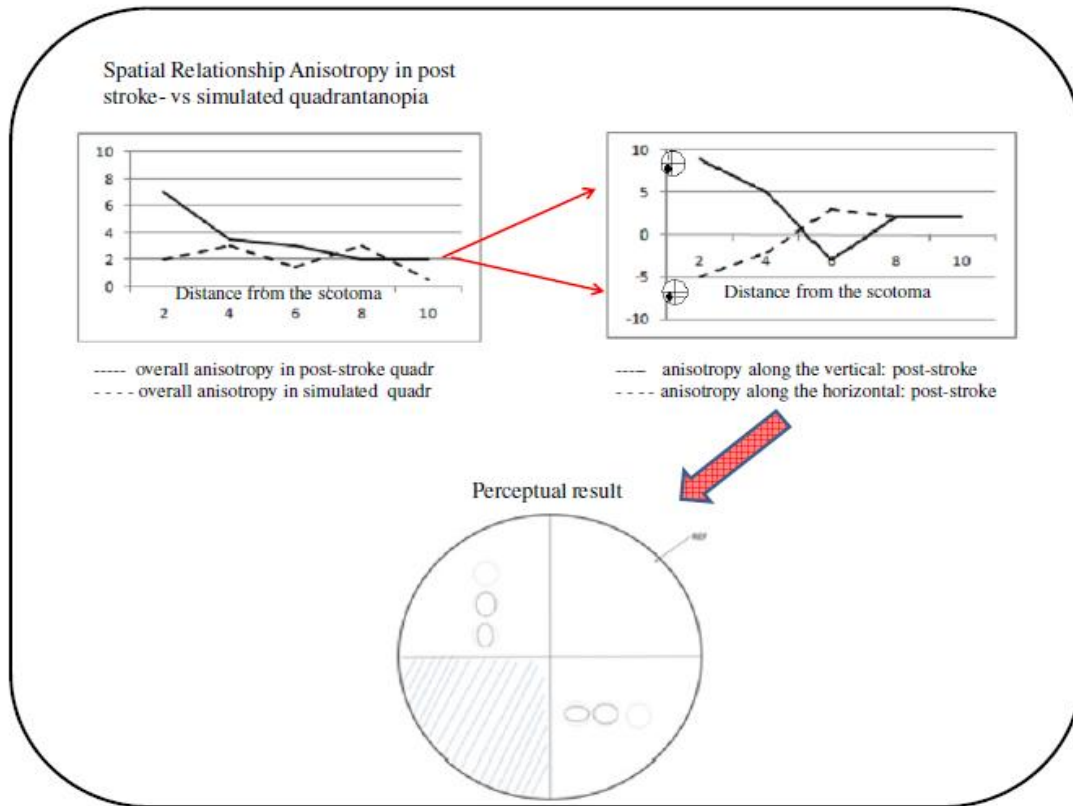 Spatial Relationship Anisotropy in post
stroke- vs simulated quadrantanopia
10
8
6
4
2
0
Distance from the scotoma
2 4 6 8 10
----- overall anisotropy in post-stroke quadr
- - - - overall anisotropy in simulated quadr
10
5
0
-5
-10
2 4 6 8 10
Distance from the scotoma
anisotropy along the vertical: post-stroke
- - - - anisotropy along the horizontal: post-stroke
Perceptual result
REF